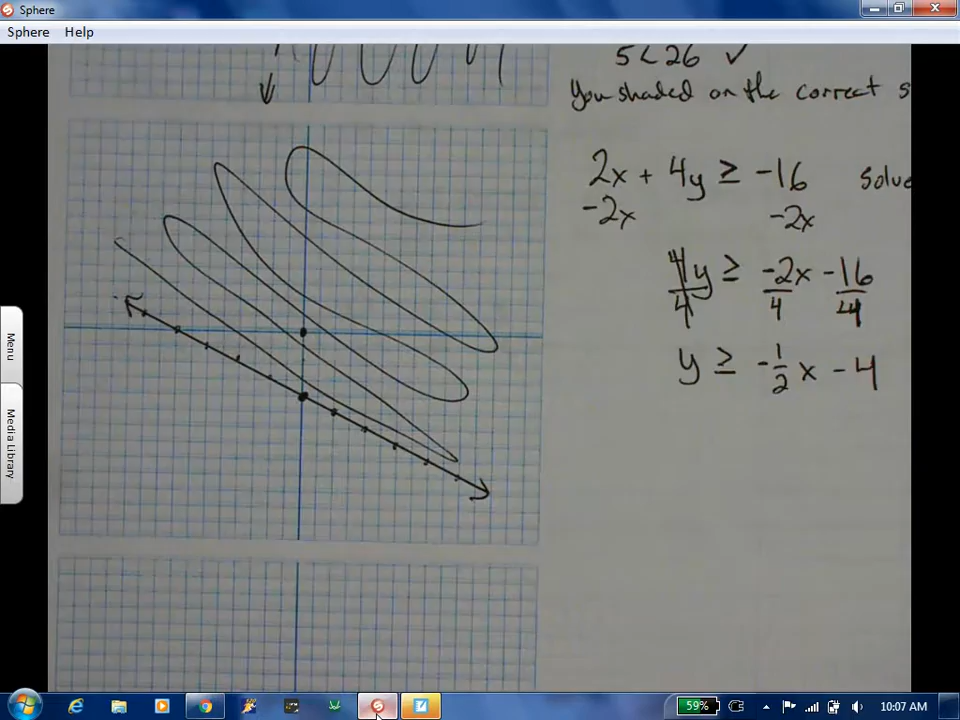 Sphere
Sphere Help
5 < 26 ✓
You shaded on the correct s
2x + 4y ≥ -16 solve
-2x -2x
4y ≥ -2x -16
4 4 4
y ≥ -1/2 x - 4
Menu
Media Library
59%
10:07 AM